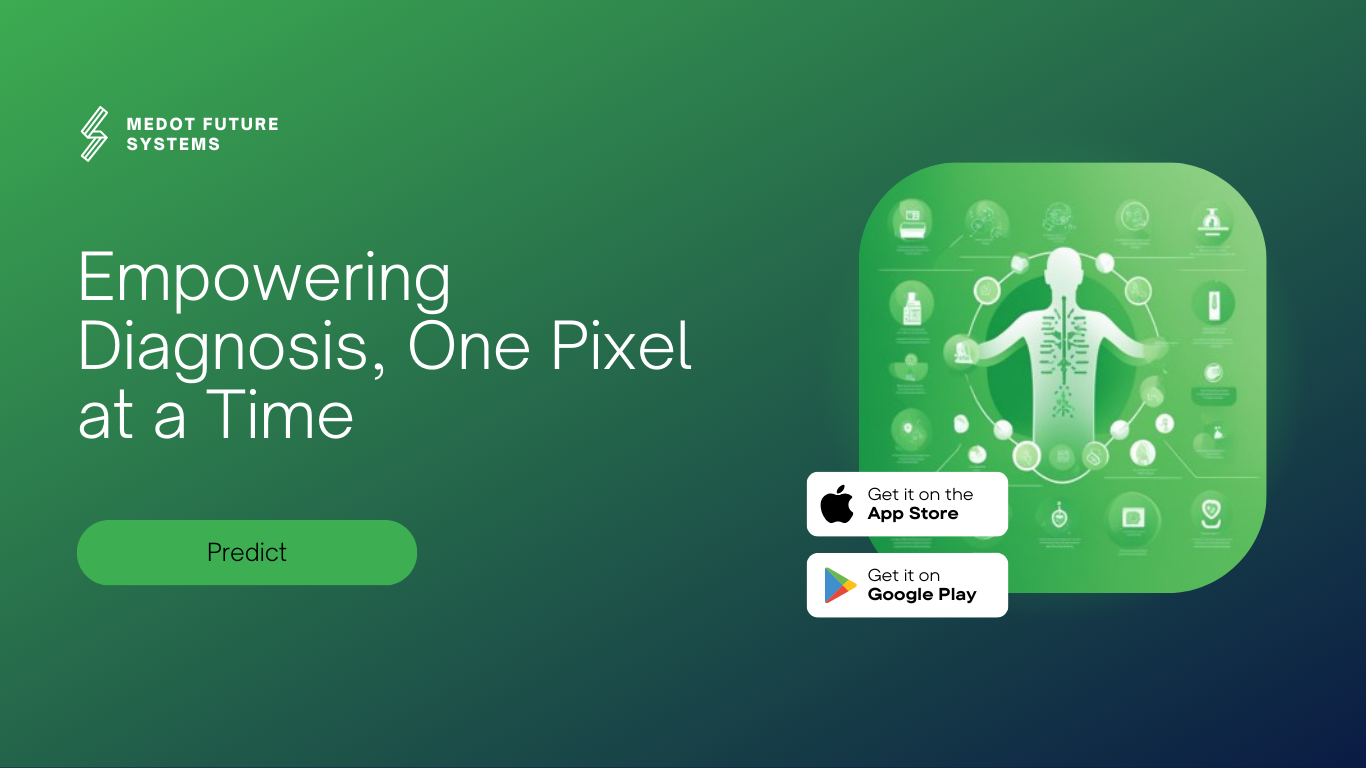 MEDOT FUTURE
SYSTEMS
Empowering
Diagnosis, One Pixel
at a Time
Predict
Get it on the
App Store
Get it on
Google Play